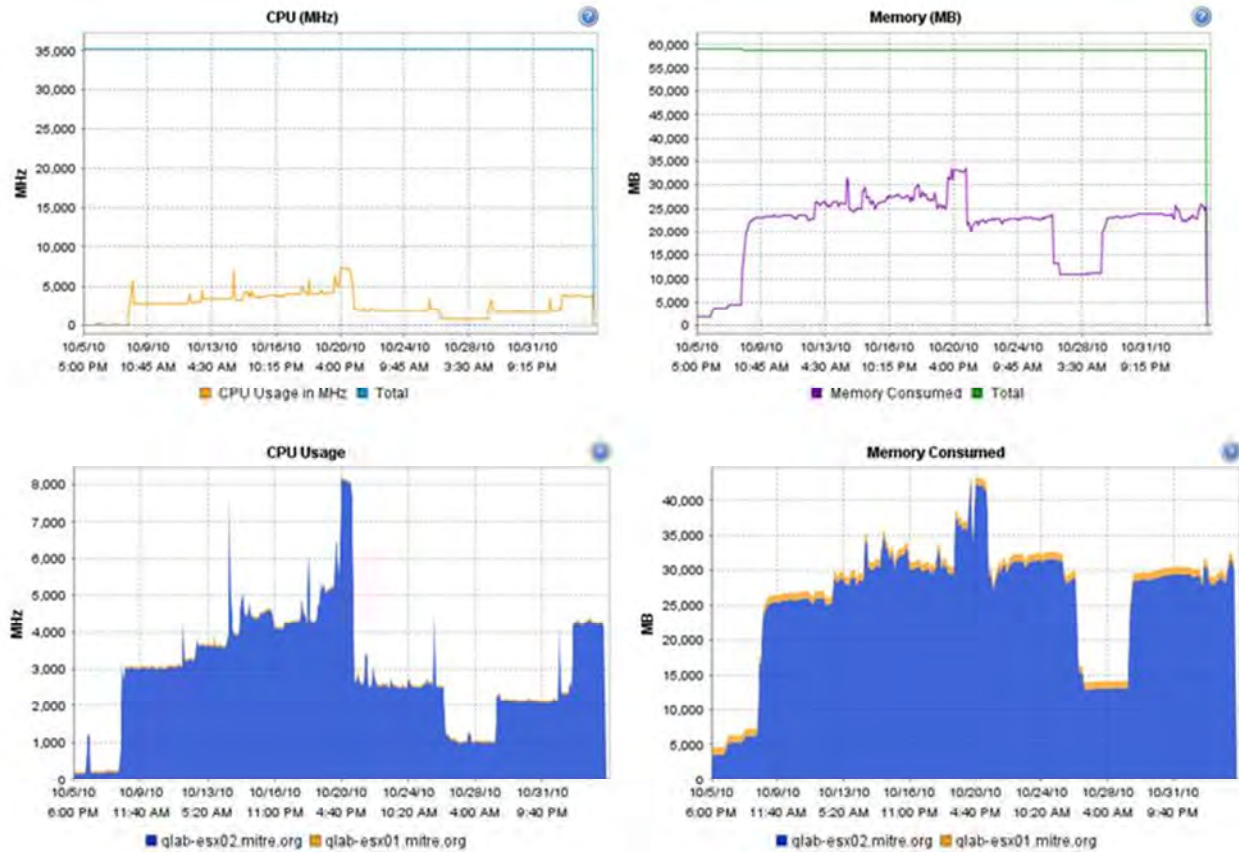 CPU (MHz)
?
35,000
30,000
25,000
20,000
15,000
10,000
5,000
0
MHz
10/5/10 10/9/10 10/13/10 10/16/10 10/20/10 10/24/10 10/28/10 10/31/10
5:00 PM 10:45 AM 4:30 AM 10:15 PM 4:00 PM 9:45 AM 3:30 AM 9:15 PM
CPU Usage in MHz Total
Memory (MB)
?
60,000
55,000
50,000
45,000
40,000
35,000
30,000
25,000
20,000
15,000
10,000
5,000
0
MB
10/5/10 10/9/10 10/13/10 10/16/10 10/20/10 10/24/10 10/28/10 10/31/10
5:00 PM 10:45 AM 4:30 AM 10:15 PM 4:00 PM 9:45 AM 3:30 AM 9:15 PM
Memory Consumed Total
CPU Usage
8,000
7,000
6,000
5,000
4,000
3,000
2,000
1,000
0
MHz
10/5/10 10/9/10 10/13/10 10/16/10 10/20/10 10/24/10 10/28/10 10/31/10
6:00 PM 11:40 AM 5:20 AM 11:00 PM 4:40 PM 10:20 AM 4:00 AM 9:40 PM
qlab-esx02.mitre.org qlab-esx01.mitre.org
Memory Consumed
40,000
35,000
30,000
25,000
20,000
15,000
10,000
5,000
0
MB
10/5/10 10/9/10 10/13/10 10/16/10 10/20/10 10/24/10 10/28/10 10/31/10
6:00 PM 11:40 AM 5:20 AM 11:00 PM 4:40 PM 10:20 AM 4:00 AM 9:40 PM
qlab-esx02.mitre.org qlab-esx01.mitre.org